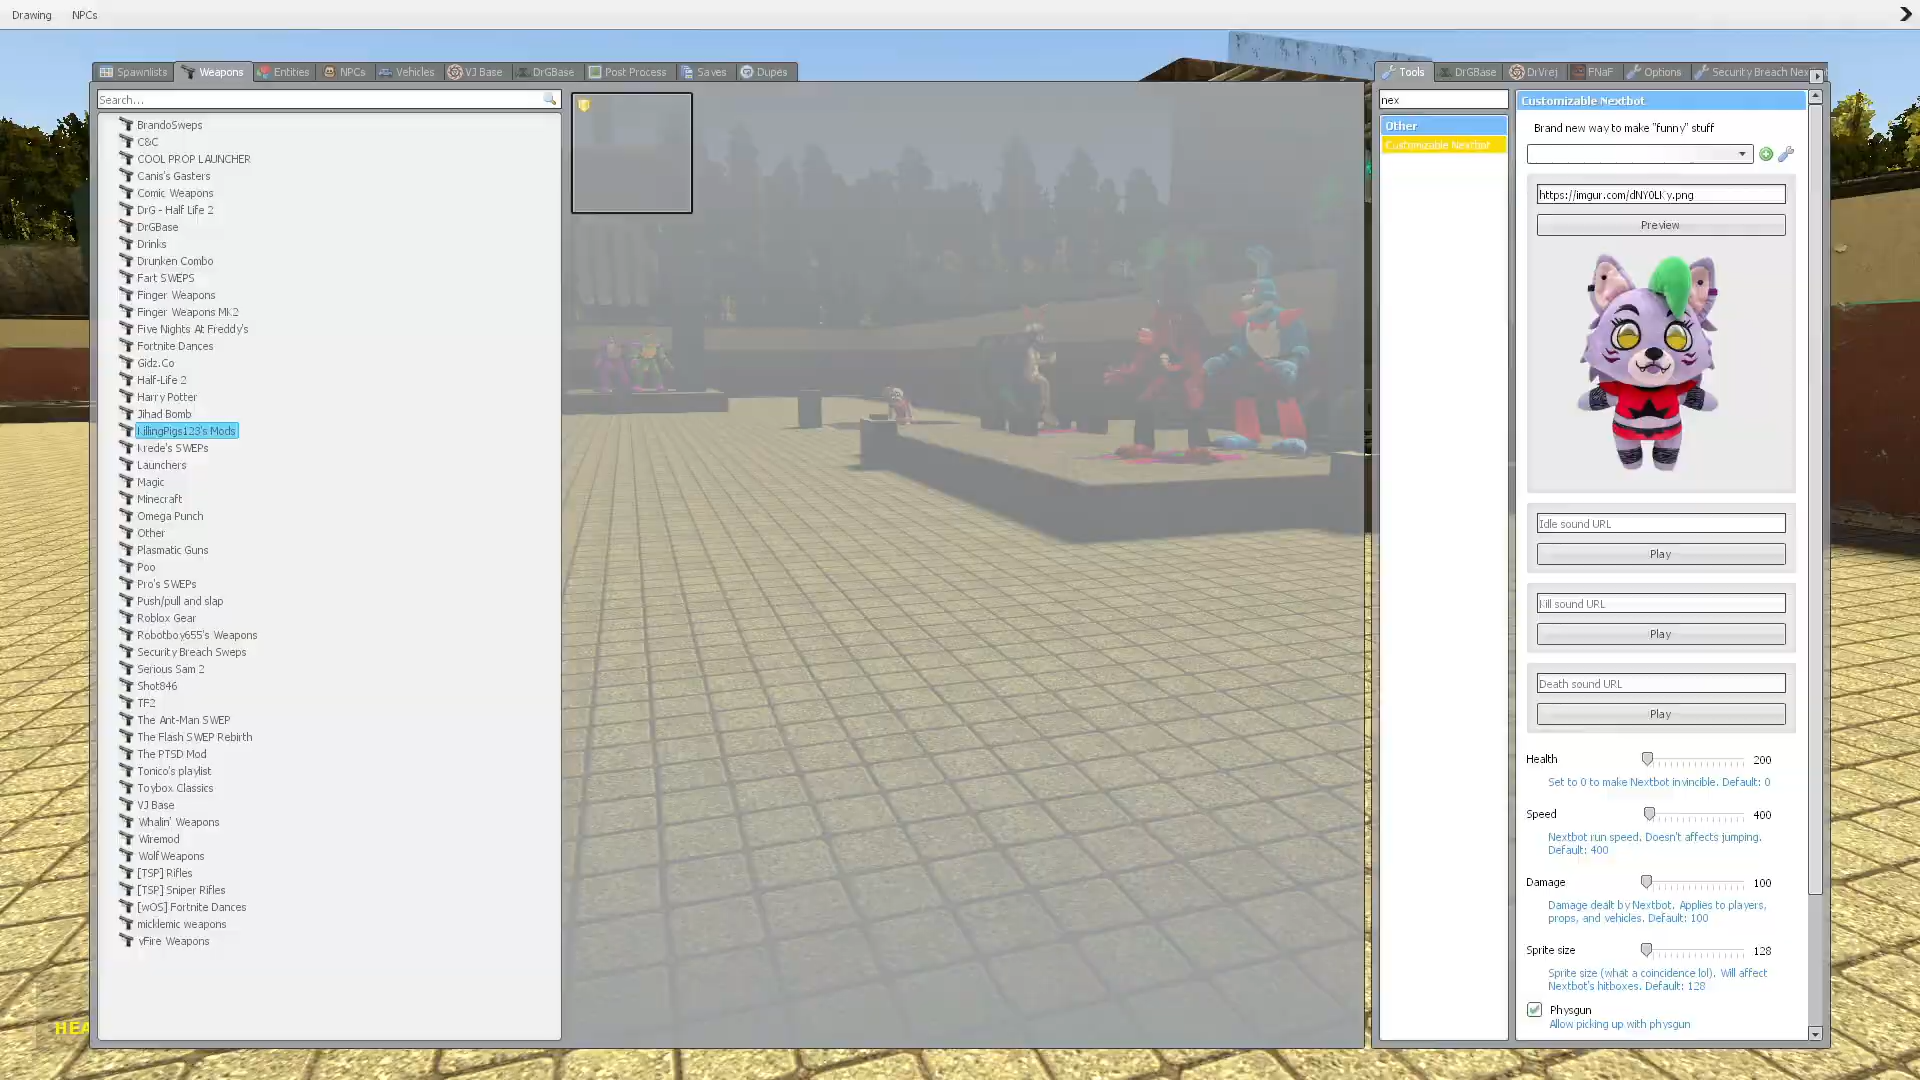 Drawing NPCs
Spawnlists Weapons Entities NPCs Vehicles VJ Base DrGBase Post Process Saves Dupes
Tools DrGBase DrVrej FNaF Options Security Breach
Search...
BrandoSweps
C&C
COOL PROP LAUNCHER
Canis's Gasters
Comic Weapons
DrG - Half Life 2
DrGBase
Drinks
Drunken Combo
Fart SWEPS
Finger Weapons
Finger Weapons MK2
Five Nights At Freddy's
Fortnite Dances
Gidz.Co
Half-Life 2
Harry Potter
Jihad Bomb
KillingPigs123's Mods
Krede's SWEPs
Launchers
Magic
Minecraft
Omega Punch
Other
Plasmatic Guns
Poo
Pro's SWEPs
Push/pull and slap
Roblox Gear
Robotboy655's Weapons
Security Breach Sweps
Serious Sam 2
Shot846
TF2
The Ant-Man SWEP
The Flash SWEP Rebirth
The PTSD Mod
Tonico's playlist
Toybox Classics
VJ Base
Whalin' Weapons
Wiremod
Wolf Weapons
[TSP] Rifles
[TSP] Sniper Rifles
[wOS] Fortnite Dances
micklemic weapons
vFire Weapons
nex
Other
Customizable Nextbot
Customizable Nextbot
Brand new way to make "funny" stuff
https://imgur.com/dNY0LKy.png
Preview
Idle sound URL
Play
Kill sound URL
Play
Death sound URL
Play
Health 200
Set to 0 to make Nextbot invincible. Default: 0
Speed 400
Nextbot run speed. Doesn't affects jumping.
Default: 400
Damage 100
Damage dealt by Nextbot. Applies to players,
props, and vehicles. Default: 100
Sprite size 128
Sprite size (what a coincidence lol). Will affect
Nextbot's hitboxes. Default: 128
Physgun
Allow picking up with physgun
HEA